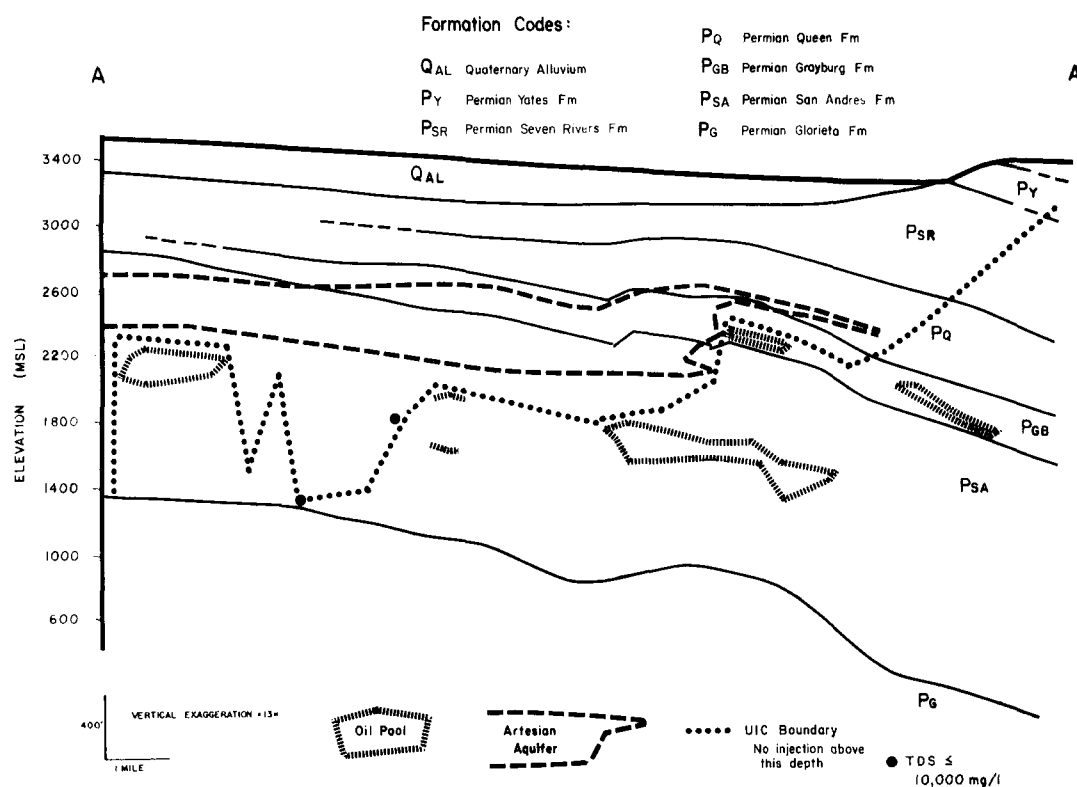 Formation Codes:
QAL Quaternary Alluvium
PY Permian Yates Fm
PSR Permian Seven Rivers Fm
PQ Permian Queen Fm
PGB Permian Grayburg Fm
PSA Permian San Andres Fm
PG Permian Glorieta Fm
A
A
3400
3000
2600
2200
1800
1400
1000
600
ELEVATION (MSL)
QAL
PY
PSR
PQ
PGB
PSA
PG
400'
1 MILE
VERTICAL EXAGGERATION ×13×
Oil Pool
Artesian
Aquifer
UIC Boundary
No injection above
this depth
TDS ≤
10,000 mg/l